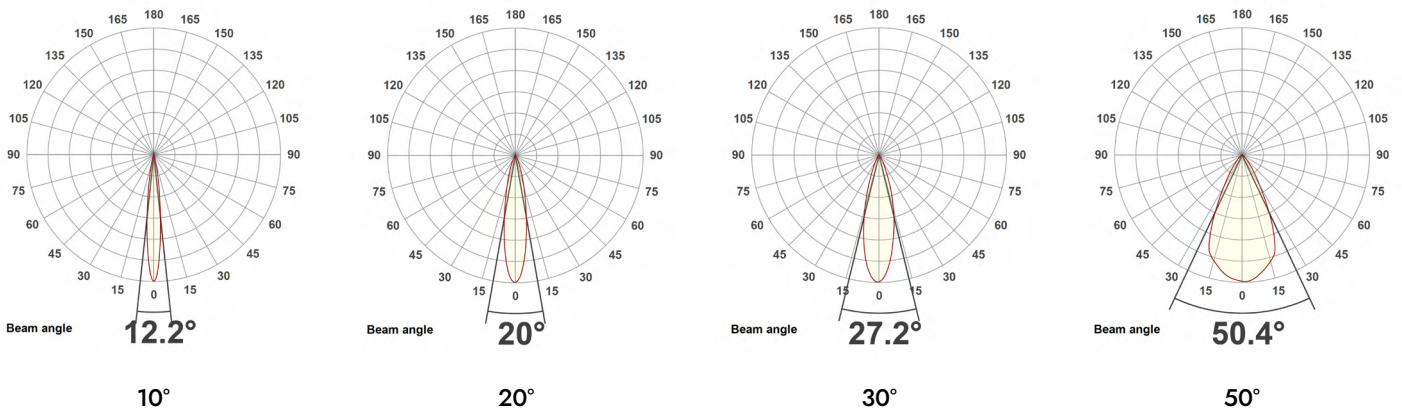 180 180 180 180
165 165 165 165 165 165 165 165
150 150 150 150 150 150 150 150
135 135 135 135 135 135 135 135
120 120 120 120 120 120 120 120
105 105 105 105 105 105 105 105
90 90 90 90 90 90 90 90
75 75 75 75 75 75 75 75
60 60 60 60 60 60 60 60
45 45 45 45 45 45 45 45
30 30 30 30 30 30 30 30
15 0 15 15 0 15 15 0 15 15 0 15
Beam angle 12.2° Beam angle 20° Beam angle 27.2° Beam angle 50.4°
10° 20° 30° 50°